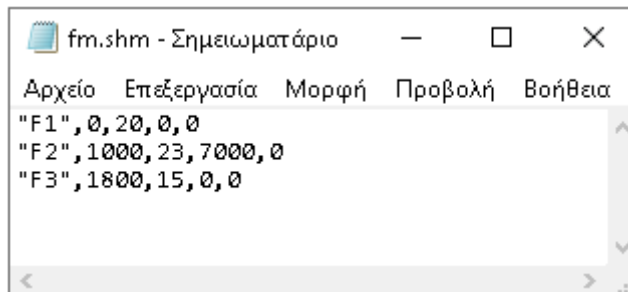 fm.shm - Σημειωματάριο
Αρχείο Επεξεργασία Μορφή Προβολή Βοήθεια
"F1",0,20,0,0
"F2",1000,23,7000,0
"F3",1800,15,0,0